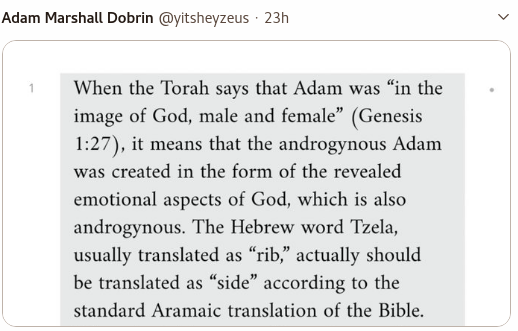 Adam Marshall Dobrin @yitsheyzeus · 23h
1
When the Torah says that Adam was “in the
image of God, male and female” (Genesis
1:27), it means that the androgynous Adam
was created in the form of the revealed
emotional aspects of God, which is also
androgynous. The Hebrew word Tzela,
usually translated as “rib,” actually should
be translated as “side” according to the
standard Aramaic translation of the Bible.